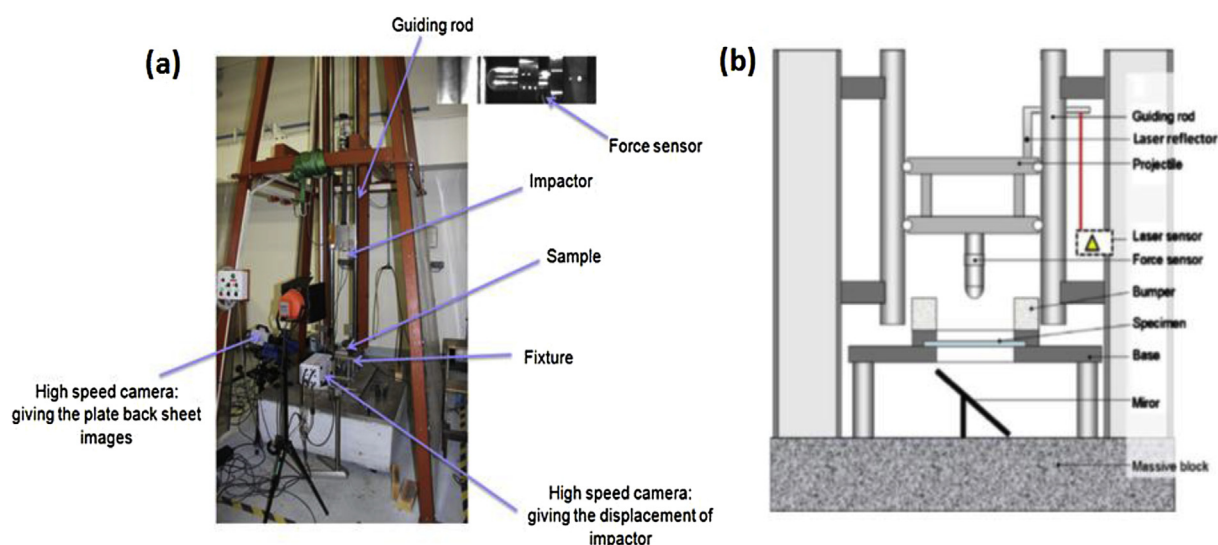 (a)
Guiding rod
Force sensor
Impactor
Sample
Fixture
High speed camera:
giving the plate back sheet
images
High speed camera:
giving the displacement of
impactor
(b)
Guiding rod
Laser reflector
Projectile
Laser sensor
Force sensor
Bumper
Specimen
Base
Miror
Massive block